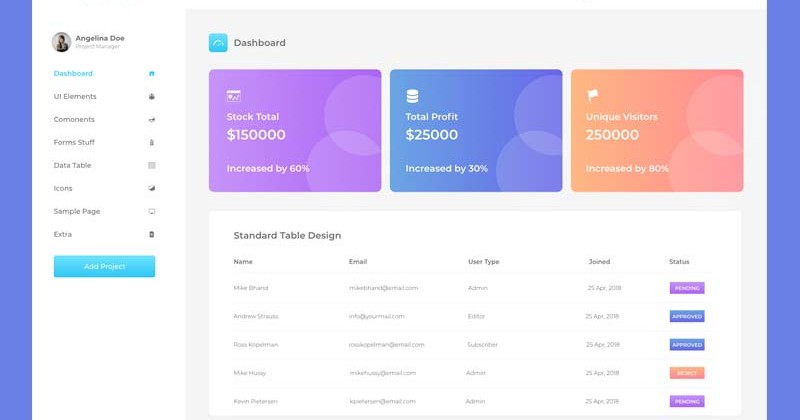 Angelina Doe
Project Manager
Dashboard
UI Elements
Comonents
Forms Stuff
Data Table
Icons
Sample Page
Extra
Add Project
Dashboard
Stock Total
$150000
Increased by 60%
Total Profit
$25000
Increased by 30%
Unique Visitors
250000
Increased by 80%
Standard Table Design
Name Email User Type Joined Status
Mike Bhand mikebhand@email.com Admin 25 Apr, 2018 PENDING
Andrew Strauss info@yourmail.com Editor 25 Apr, 2018 APPROVED
Ross Kopelman rosskopelman@email.com Subscriber 25 Apr, 2018 APPROVED
Mike Hussy mikehussy@email.com Admin 25 Apr, 2018 REJECT
Kevin Pietersen kpietersen@email.com Admin 25 Apr, 2018 PENDING